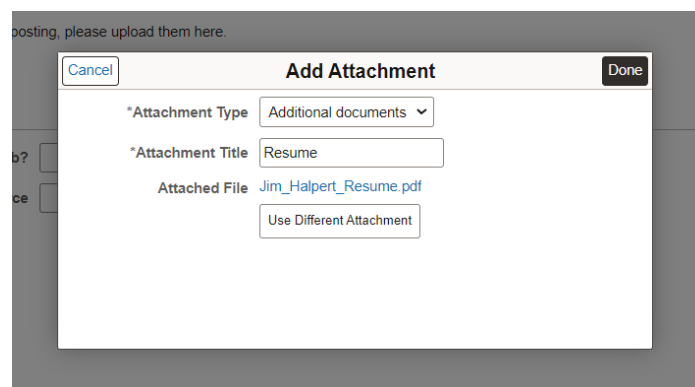 posting, please upload them here.
Cancel
Add Attachment
Done
*Attachment Type
Additional documents
*Attachment Title
Resume
Attached File
Jim_Halpert_Resume.pdf
Use Different Attachment
b?
ce